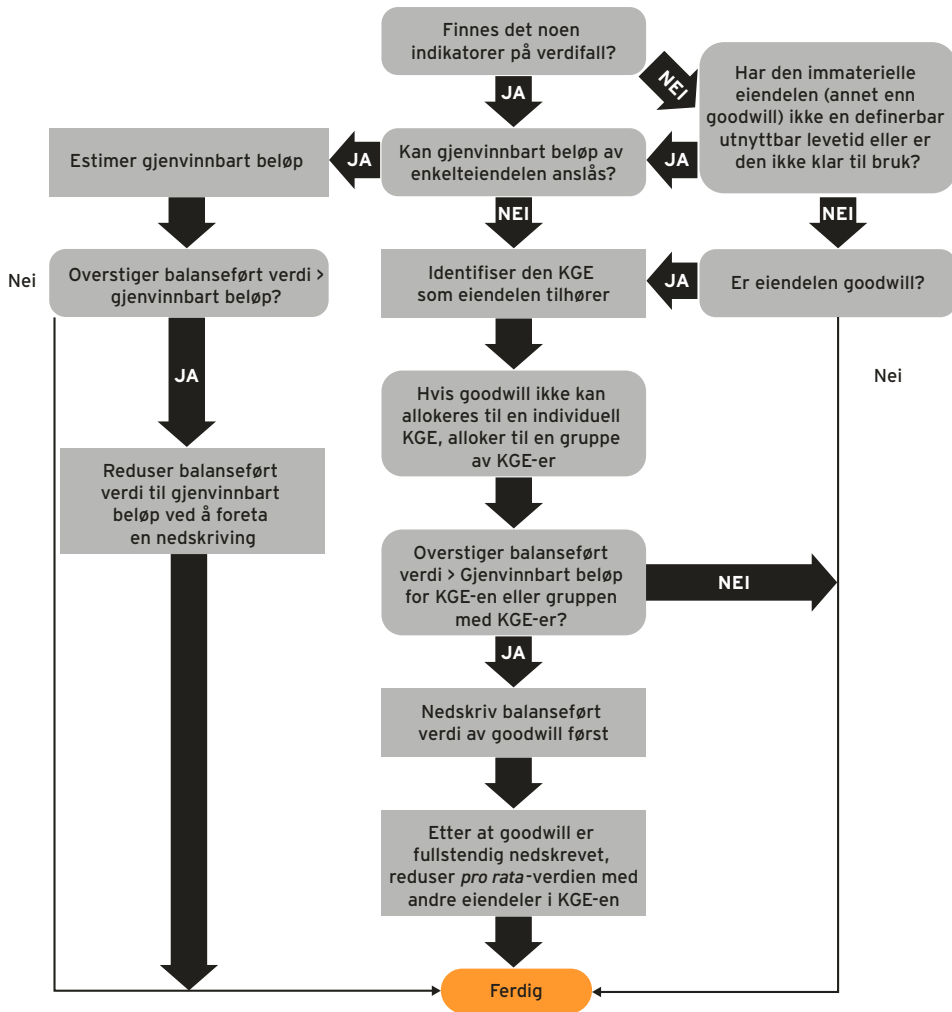 Finnes det noen
indikatorer på verdifall?
NEI
JA
Har den immaterielle
eiendelen (annet enn
goodwill) ikke en definerbar
utnyttbar levetid eller er
den ikke klar til bruk?
Estimer gjenvinnbart beløp
JA
Kan gjenvinnbart beløp av
enkelteiendelen anslås?
JA
NEI
NEI
Nei
Overstiger balanseført verdi >
gjenvinnbart beløp?
Identifiser den KGE
som eiendelen tilhører
JA
Er eiendelen goodwill?
JA
Nei
Hvis goodwill ikke kan
allokeres til en individuell
KGE, alloker til en gruppe
av KGE-er
Reduser balanseført
verdi til gjenvinnbart
beløp ved å foreta
en nedskriving
Overstiger balanseført
verdi > Gjenvinnbart beløp
for KGE-en eller gruppen
med KGE-er?
NEI
JA
Nedskriv balanseført
verdi av goodwill først
Etter at goodwill er
fullstendig nedskrevet,
reduser pro rata-verdien med
andre eiendeler i KGE-en
Ferdig